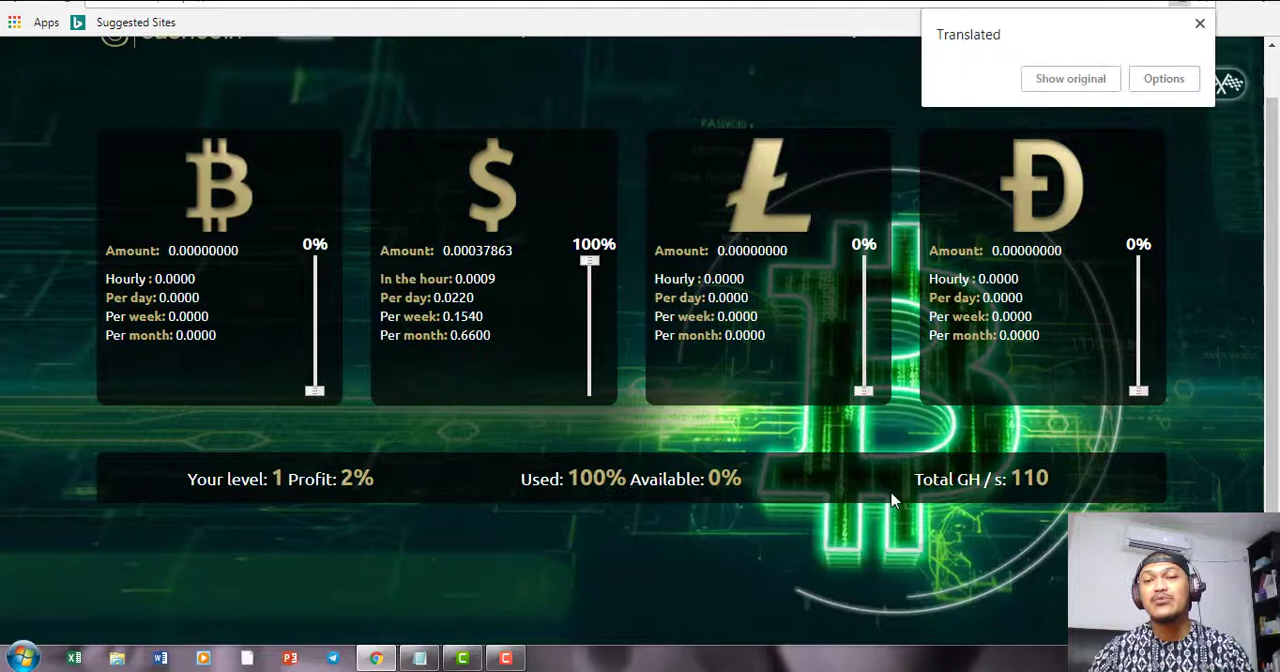 Apps Suggested Sites
Translated
Show original Options
PASSWORD
Amount: 0.00000000 0%
Hourly : 0.0000
Per day: 0.0000
Per week: 0.0000
Per month: 0.0000
Amount: 0.00037863 100%
In the hour: 0.0009
Per day: 0.0220
Per week: 0.1540
Per month: 0.6600
Amount: 0.00000000 0%
Hourly : 0.0000
Per day: 0.0000
Per week: 0.0000
Per month: 0.0000
Amount: 0.00000000 0%
Hourly : 0.0000
Per day: 0.0000
Per week: 0.0000
Per month: 0.0000
Your level: 1 Profit: 2% Used: 100% Available: 0% Total GH / s: 110